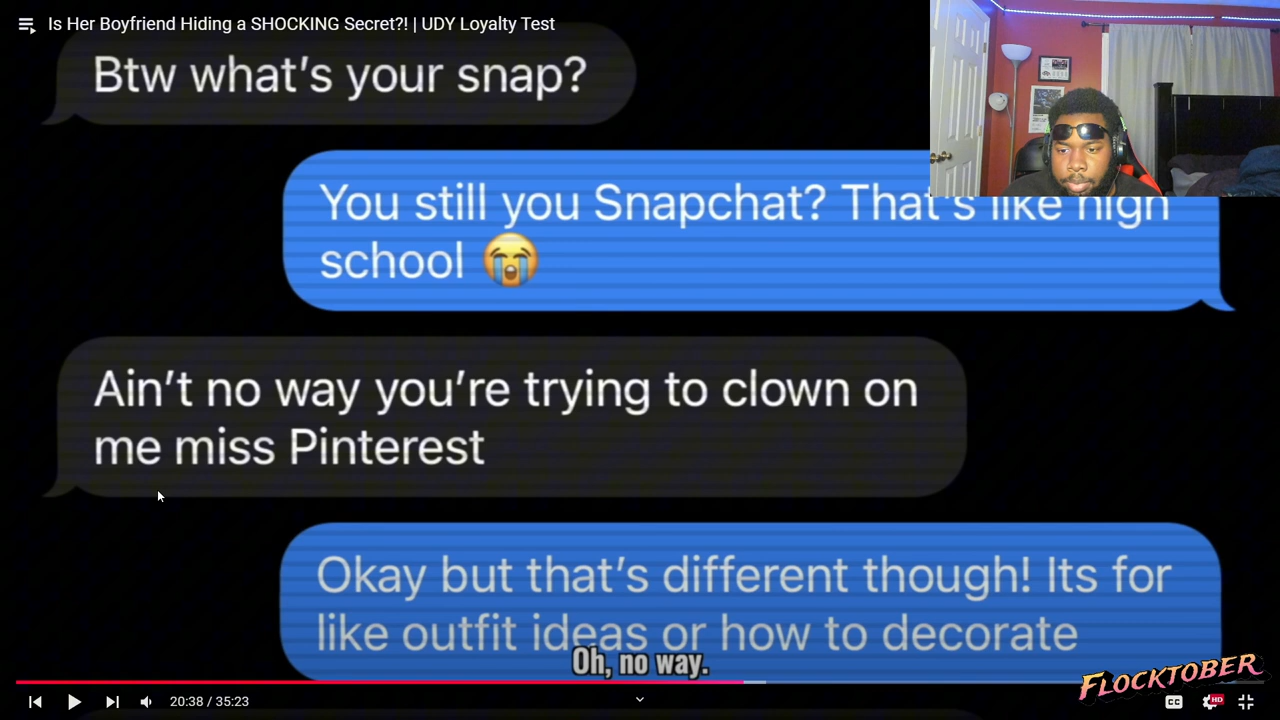 Is Her Boyfriend Hiding a SHOCKING Secret?! | UDY Loyalty Test
Btw what's your snap?
You still you Snapchat? That's like high
school 😭
Ain't no way you're trying to clown on
me miss Pinterest
Okay but that's different though! Its for
like outfit ideas or how to decorate
Oh, no way.
FLOCKTOBER
20:38 / 35:23
CC
HD